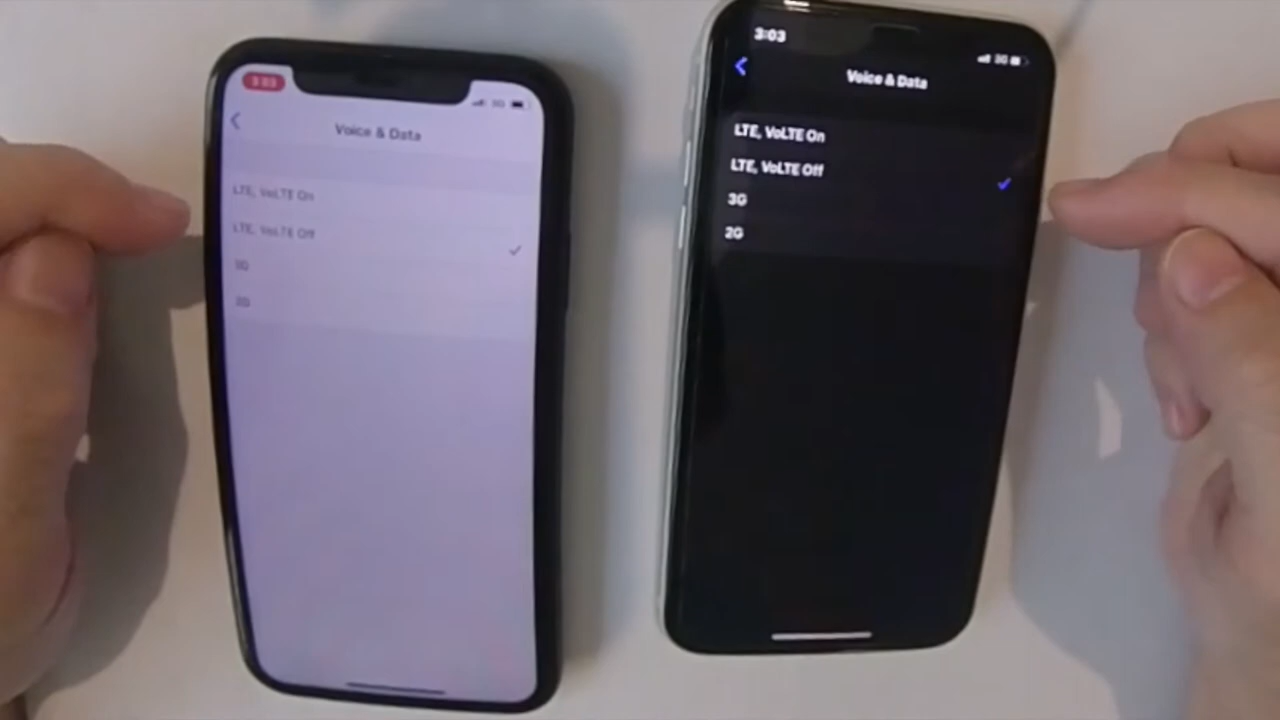 3:03
3G
Voice & Data
LTE, VoLTE On
LTE, VoLTE Off
3:03
3G
Voice & Data
LTE, VoLTE On
LTE, VoLTE Off
3G
2G